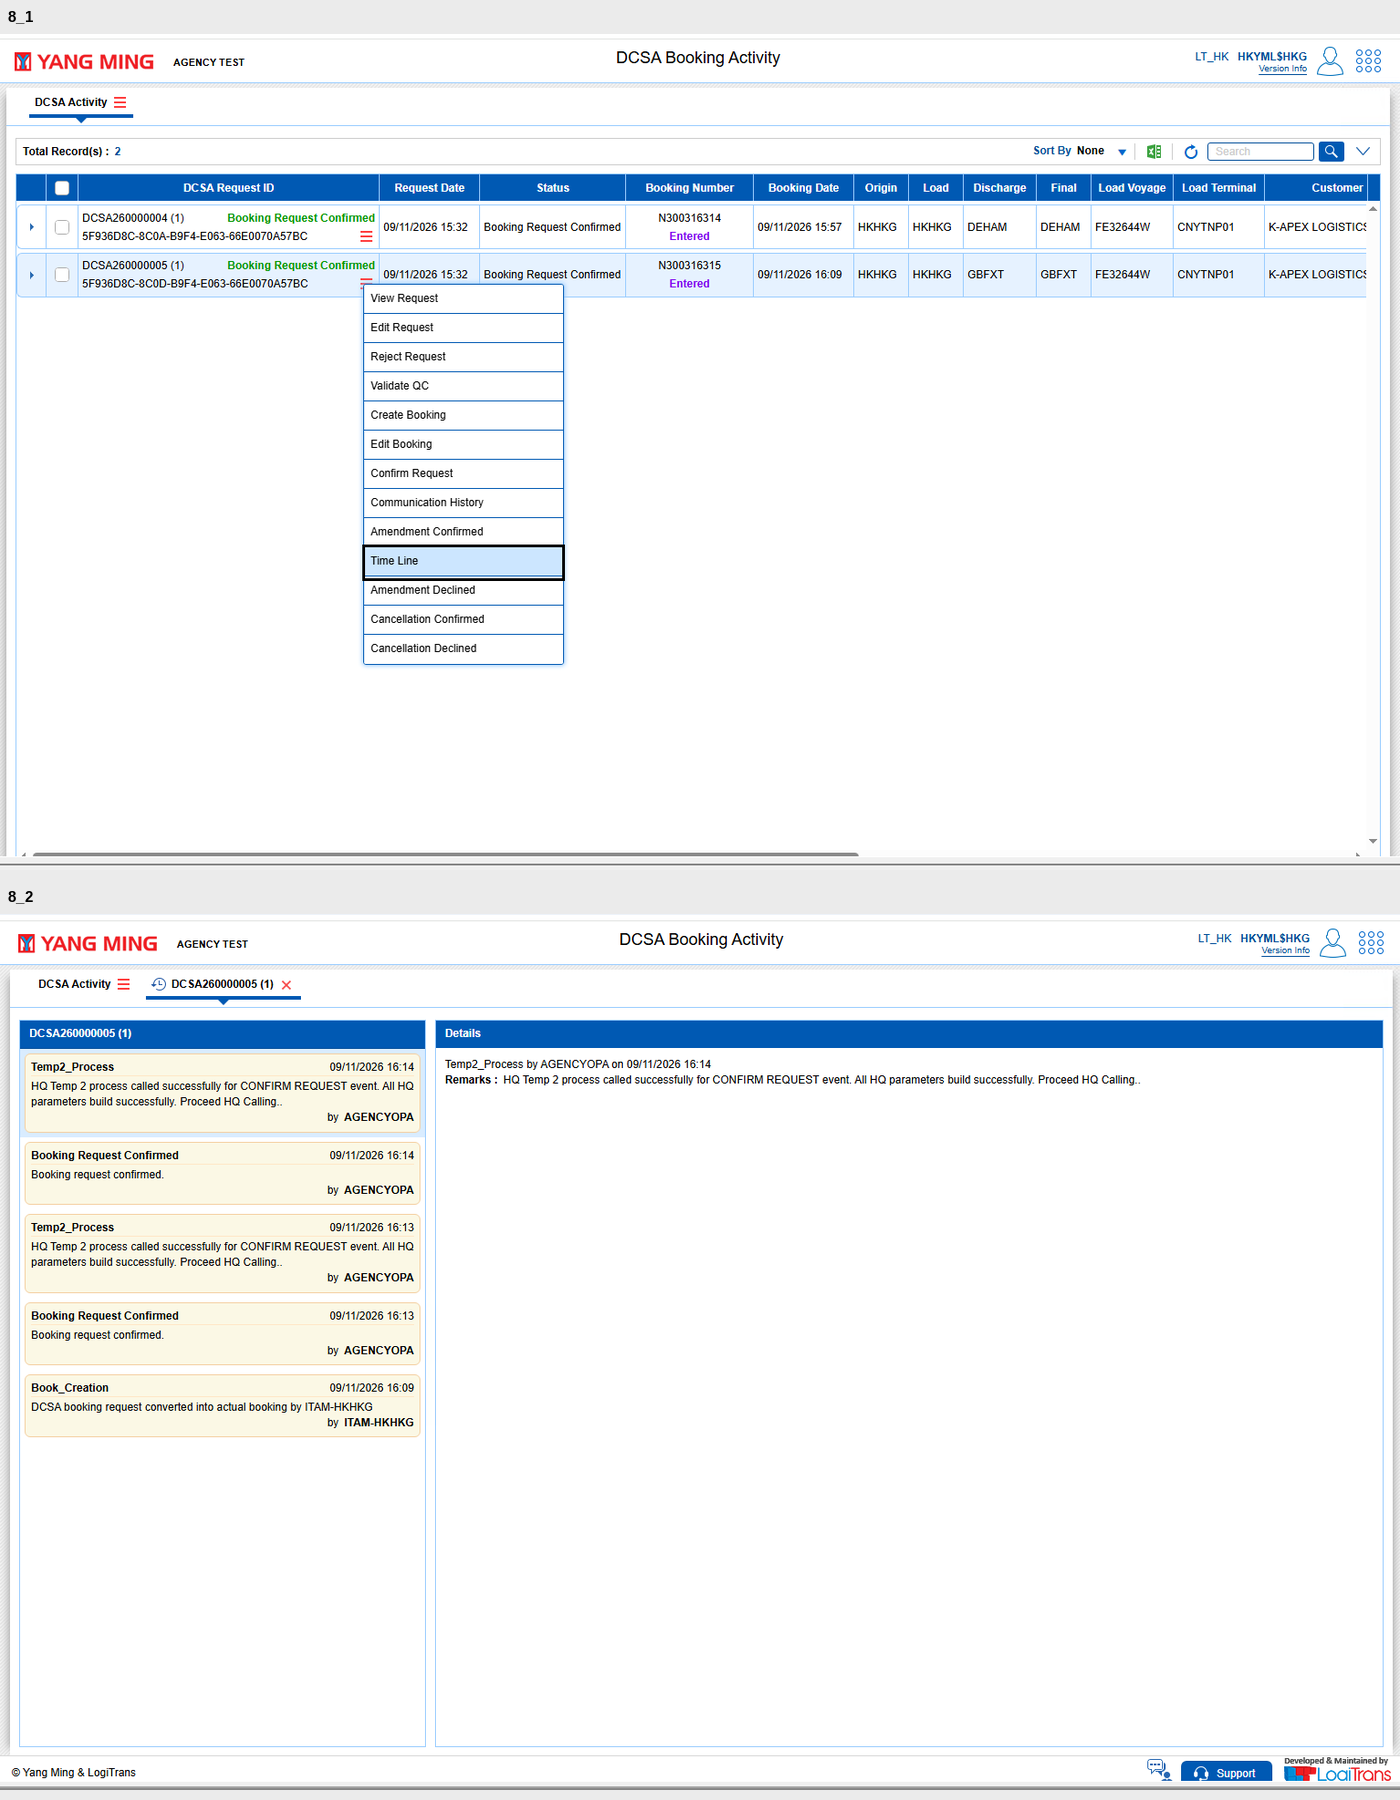 8_1
YANG MING AGENCY TEST
DCSA Booking Activity
LT_HK HKYML$HKG
Version Info
DCSA Activity
Total Record(s) : 2
Sort By None
Search
DCSA Request ID Request Date Status Booking Number Booking Date Origin Load Discharge Final Load Voyage Load Terminal Customer
DCSA260000004 (1) Booking Request Confirmed
5F936D8C-8C0A-B9F4-E063-66E0070A57BC
09/11/2026 15:32 Booking Request Confirmed N300316314 Entered 09/11/2026 15:57 HKHKG HKHKG DEHAM DEHAM FE32644W CNYTNP01 K-APEX LOGISTICS
DCSA260000005 (1) Booking Request Confirmed
5F936D8C-8C0D-B9F4-E063-66E0070A57BC
09/11/2026 15:32 Booking Request Confirmed N300316315 Entered 09/11/2026 16:09 HKHKG HKHKG GBFXT GBFXT FE32644W CNYTNP01 K-APEX LOGISTICS
View Request
Edit Request
Reject Request
Validate QC
Create Booking
Edit Booking
Confirm Request
Communication History
Amendment Confirmed
Time Line
Amendment Declined
Cancellation Confirmed
Cancellation Declined
8_2
YANG MING AGENCY TEST
DCSA Booking Activity
LT_HK HKYML$HKG
Version Info
DCSA Activity
DCSA260000005 (1)
DCSA260000005 (1)
Temp2_Process 09/11/2026 16:14
HQ Temp 2 process called successfully for CONFIRM REQUEST event. All HQ
parameters build successfully. Proceed HQ Calling..
by AGENCYOPA
Booking Request Confirmed 09/11/2026 16:14
Booking request confirmed.
by AGENCYOPA
Temp2_Process 09/11/2026 16:13
HQ Temp 2 process called successfully for CONFIRM REQUEST event. All HQ
parameters build successfully. Proceed HQ Calling..
by AGENCYOPA
Booking Request Confirmed 09/11/2026 16:13
Booking request confirmed.
by AGENCYOPA
Book_Creation 09/11/2026 16:09
DCSA booking request converted into actual booking by ITAM-HKHKG
by ITAM-HKHKG
Details
Temp2_Process by AGENCYOPA on 09/11/2026 16:14
Remarks : HQ Temp 2 process called successfully for CONFIRM REQUEST event. All HQ parameters build successfully. Proceed HQ Calling..
© Yang Ming & LogiTrans
Support
Developed & Maintained by
LogiTrans